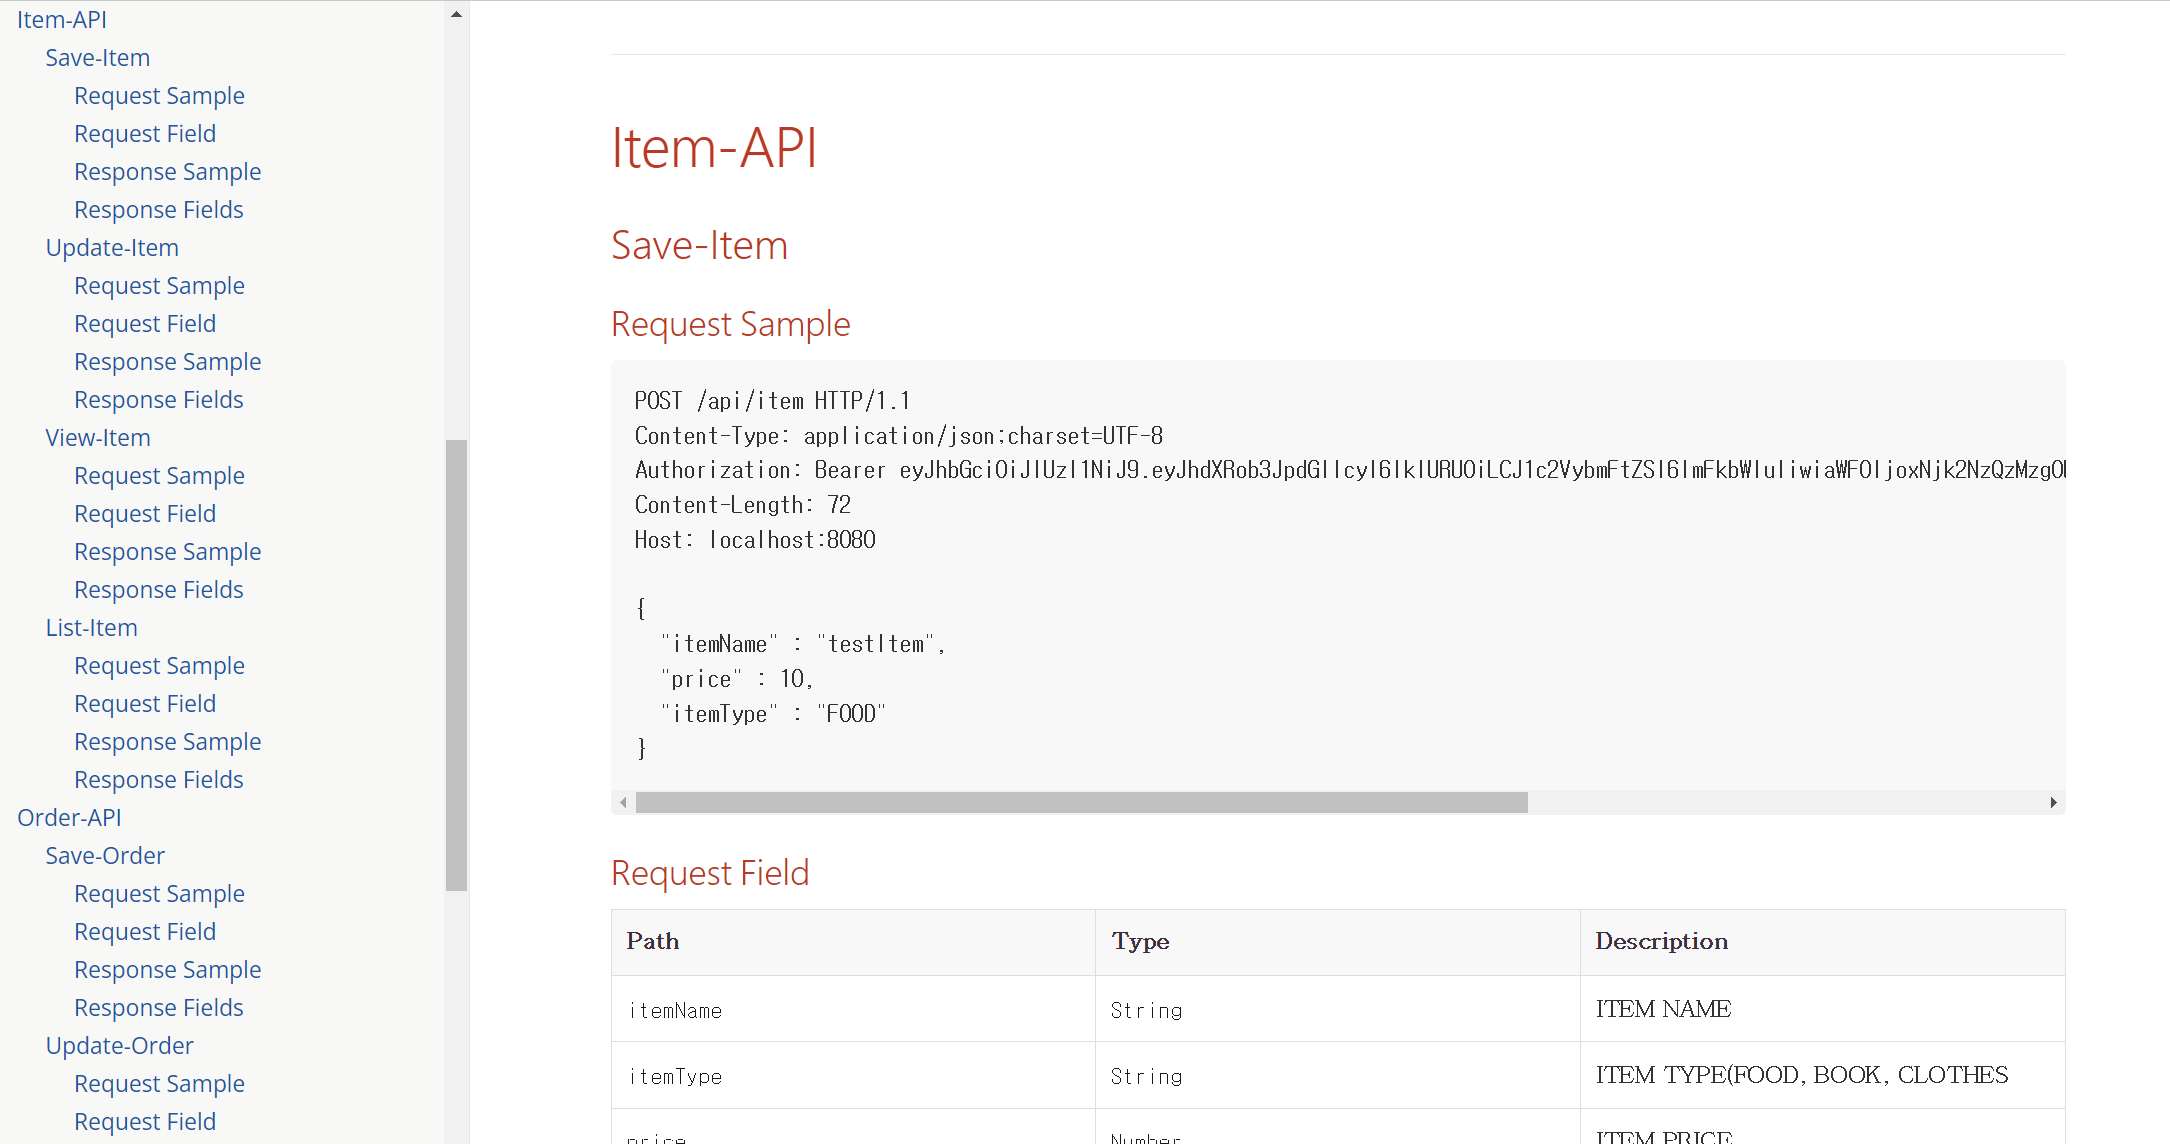 Item-API
Save-Item
Request Sample
Request Field
Response Sample
Response Fields
Update-Item
Request Sample
Request Field
Response Sample
Response Fields
View-Item
Request Sample
Request Field
Response Sample
Response Fields
List-Item
Request Sample
Request Field
Response Sample
Response Fields
Order-API
Save-Order
Request Sample
Request Field
Response Sample
Response Fields
Update-Order
Request Sample
Request Field
Item-API
Save-Item
Request Sample
POST /api/item HTTP/1.1
Content-Type: application/json;charset=UTF-8
Authorization: Bearer
Content-Length: 72
Host: localhost:8080
{
"itemName" : "testItem",
"price" : 10,
"itemType" : "FOOD"
}
Request Field
Path Type Description
itemName String ITEM NAME
itemType String ITEM TYPE(FOOD, BOOK, CLOTHES
price Number ITEM PRICE